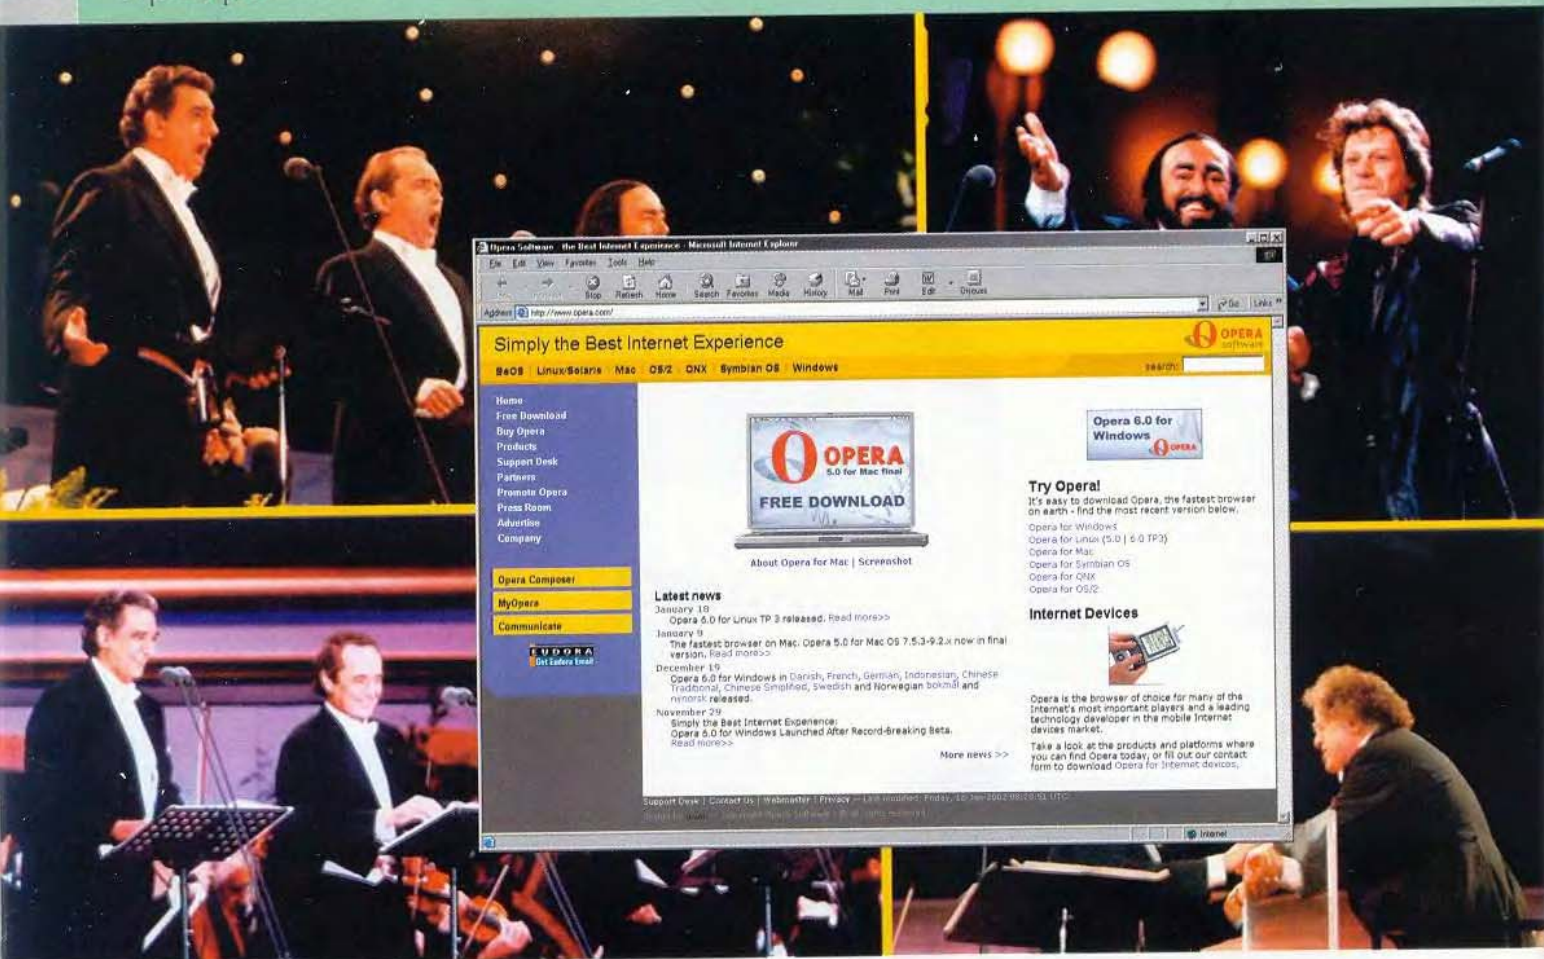 Opera Software - the Best Internet Experience - Microsoft Internet Explorer
File Edit View Favorites Tools Help
Stop Refresh Home Search Favorites Media History Mail Print Edit Discuss
Address http://www.opera.com/ Go Links »
Simply the Best Internet Experience
OPERA
software
BeOS Linux/Solaris Mac OS/2 QNX Symbian OS Windows
search:
Home
Free Download
Buy Opera
Products
Support Desk
Partners
Promote Opera
Press Room
Advertise
Company
Opera Composer
MyOpera
Communicate
EUDORA
Get Eudora Email
OPERA
5.0 for Mac final
FREE DOWNLOAD
About Opera for Mac | Screenshot
Latest news
January 18
Opera 6.0 for Linux TP 3 released. Read more>>
January 9
The fastest browser on Mac. Opera 5.0 for Mac OS 7.5.3-9.2.x now in final
version. Read more>>
December 19
Opera 6.0 for Windows in Danish, French, German, Indonesian, Chinese
Traditional, Chinese Simplified, Swedish and Norwegian bokmål and
nynorsk released.
November 29
Simply the Best Internet Experience:
Opera 6.0 for Windows Launched After Record-Breaking Beta.
Read more>>
More news >>
Opera 6.0 for
Windows
OPERA
Try Opera!
It's easy to download Opera, the fastest browser
on earth - find the most recent version below.
Opera for Windows
Opera for Linux (5.0 | 6.0 TP3)
Opera for Mac
Opera for Symbian OS
Opera for QNX
Opera for OS/2
Internet Devices
Opera is the browser of choice for many of the
Internet's most important players and a leading
technology developer in the mobile Internet
devices market.
Take a look at the products and platforms where
you can find Opera today, or fill out our contact
form to download Opera for Internet devices.
Support Desk | Contact Us | Webmaster | Privacy -- Last modified: Friday, 18-Jan-2002
Internet